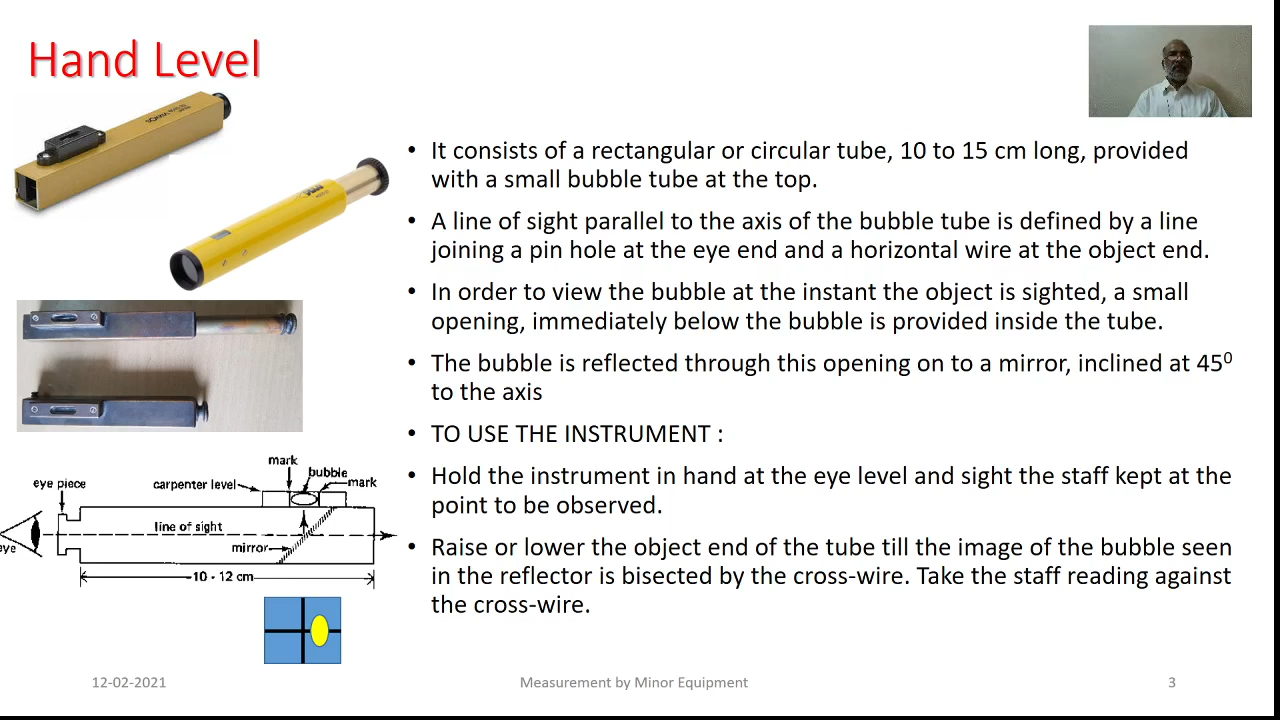 Hand Level
• It consists of a rectangular or circular tube, 10 to 15 cm long, provided
with a small bubble tube at the top.
• A line of sight parallel to the axis of the bubble tube is defined by a line
joining a pin hole at the eye end and a horizontal wire at the object end.
• In order to view the bubble at the instant the object is sighted, a small
opening, immediately below the bubble is provided inside the tube.
• The bubble is reflected through this opening on to a mirror, inclined at 45⁰
to the axis
• TO USE THE INSTRUMENT :
• Hold the instrument in hand at the eye level and sight the staff kept at the
point to be observed.
• Raise or lower the object end of the tube till the image of the bubble seen
in the reflector is bisected by the cross-wire. Take the staff reading against
the cross-wire.
mark
bubble
mark
eye piece
carpenter level
line of sight
mirror
eye
10 - 12 cm
12-02-2021
Measurement by Minor Equipment
3